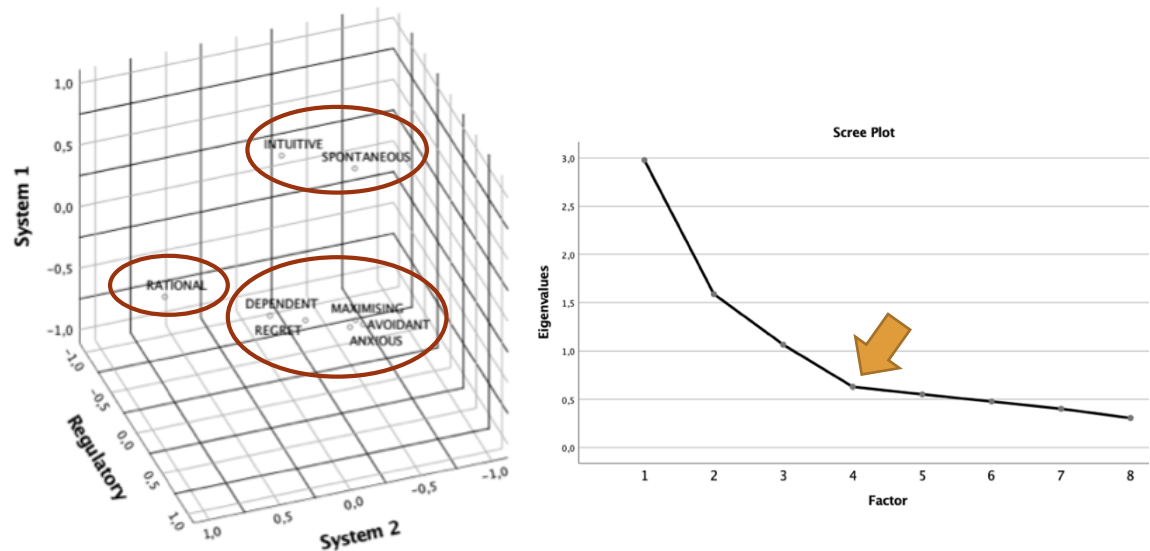 System 1
1,0
0,5
0,0
-0,5
-1,0
INTUITIVE
SPONTANEOUS
RATIONAL
DEPENDENT
MAXIMISING
REGRET
AVOIDANT
ANXIOUS
-1,0
-0,5
0,0
0,5
1,0
Regulatory
1,0
0,5
0,0
-0,5
-1,0
System 2
Scree Plot
Eigenvalues
3,0
2,5
2,0
1,5
1,0
0,5
0,0
1 2 3 4 5 6 7 8
Factor